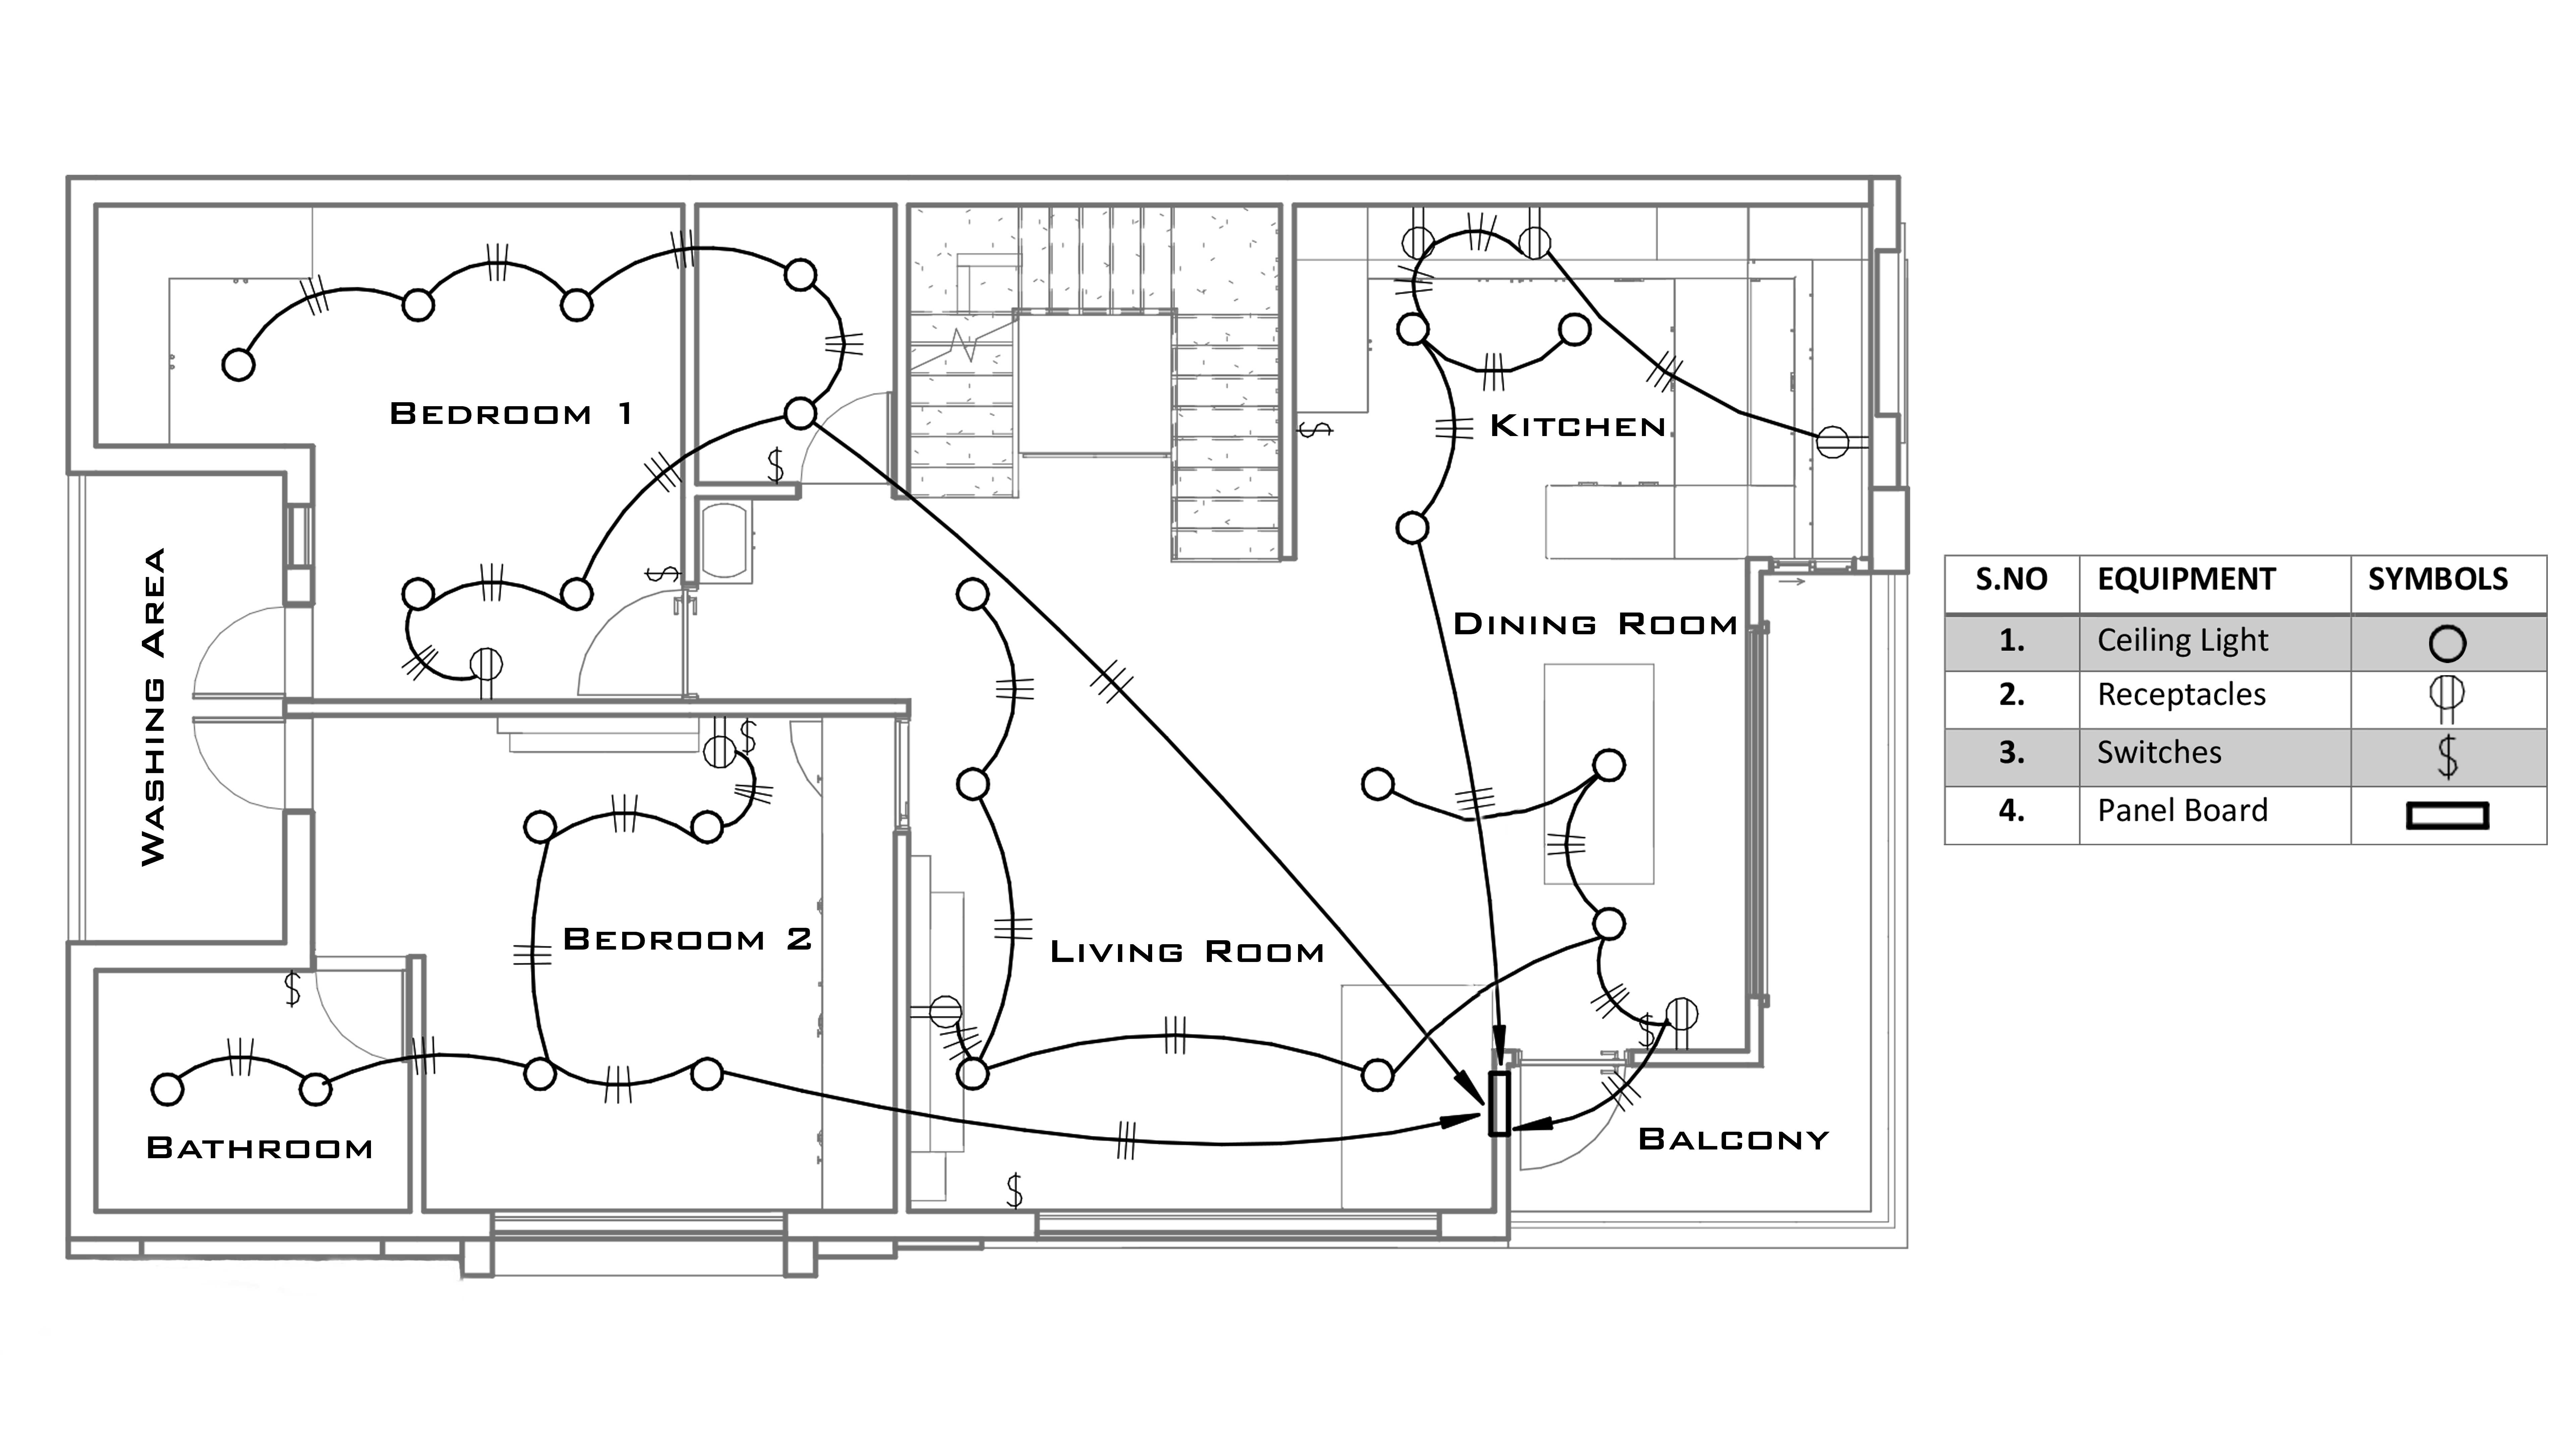 BEDROOM 1
KITCHEN
WASHING AREA
DINING ROOM
BEDROOM 2
LIVING ROOM
BATHROOM
BALCONY
S.NO EQUIPMENT SYMBOLS
1. Ceiling Light
2. Receptacles
3. Switches $
4. Panel Board
$
$
$
$
$
$
$